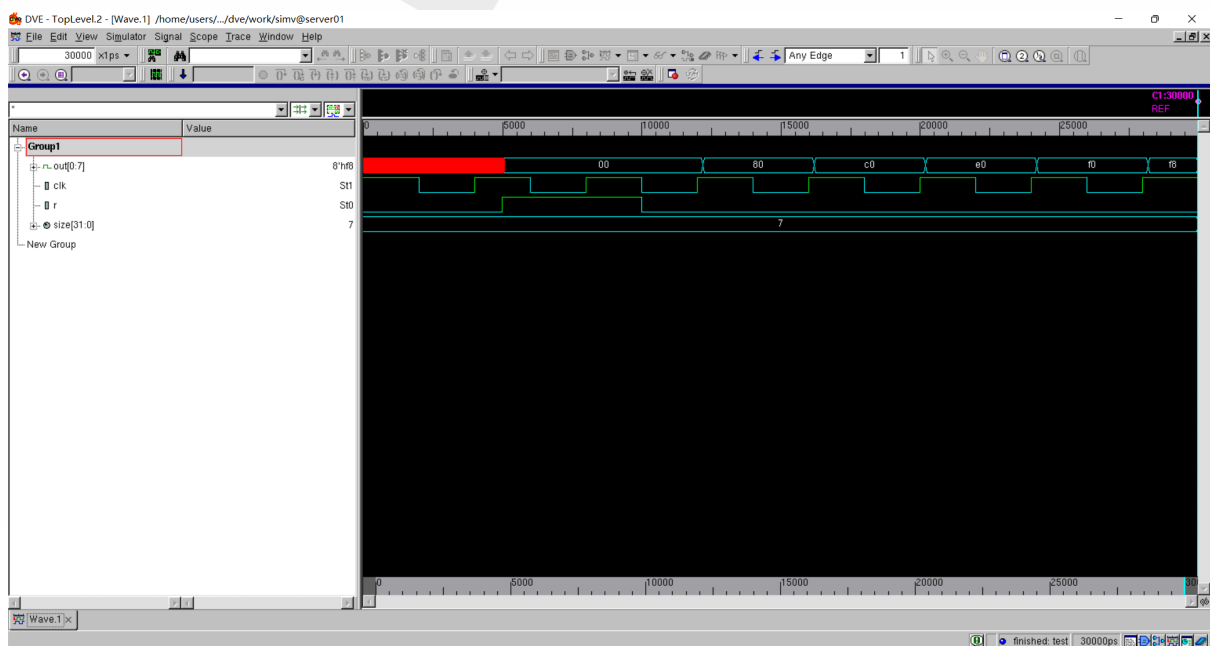 DVE - TopLevel.2 - [Wave.1] /home/users/.../dve/work/simv@server01
File Edit View Simulator Signal Scope Trace Window Help
30000 x1ps Any Edge 1
C1:30000
REF
*
Name Value
0 5000 10000 15000 20000 25000
Group1
out[0:7] 8'hf8 00 80 c0 e0 f0 f8
clk St1
r St0
size[31:0] 7 7
New Group
0 5000 10000 15000 20000 25000 30
Wave.1
finished: test 30000ps